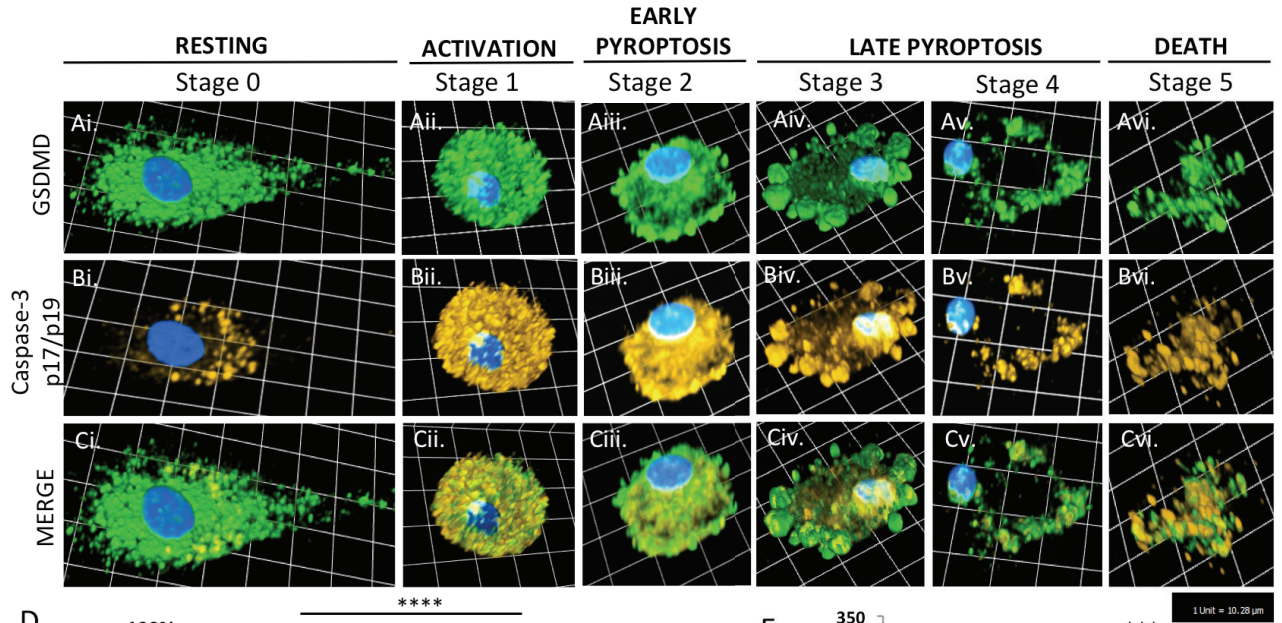 EARLY
RESTING ACTIVATION PYROPTOSIS LATE PYROPTOSIS DEATH
Stage 0 Stage 1 Stage 2 Stage 3 Stage 4 Stage 5
GSDMD
Ai. Aii. Aiii. Aiv. Av. Avi.
Caspase-3
p17/p19
Bi. Bii. Biii. Biv. Bv. Bvi.
MERGE
Ci. Cii. Ciii. Civ. Cv. Cvi.
1 Unit = 10.28 µm
****
D
350